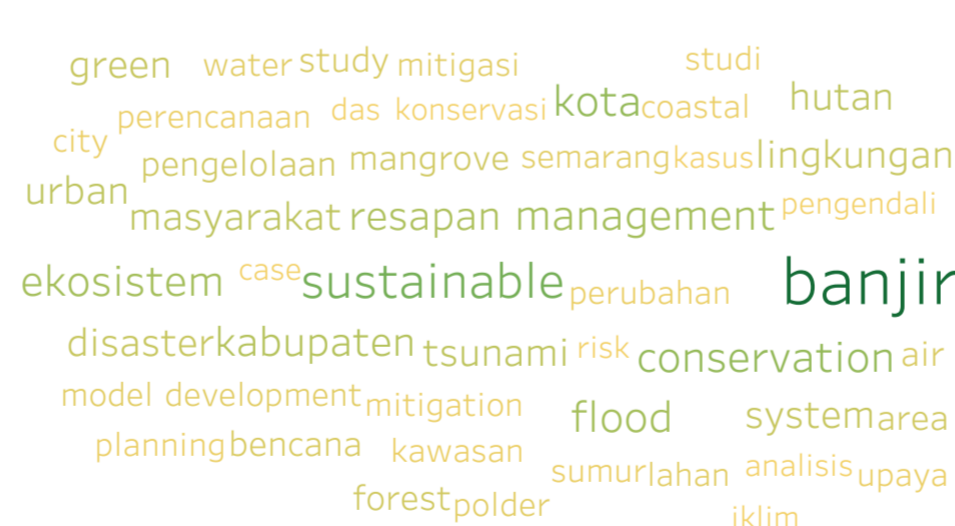 green water study mitigasi studi
perencanaan das konservasi kota coastal hutan
city pengelolaan mangrove semarang kasus lingkungan
urban masyarakat resapan management pengendali
ekosistem case sustainable perubahan banjir
disaster kabupaten tsunami risk conservation air
model development mitigation flood system area
planning bencana kawasan sumur lahan analisis upaya
forest polder iklim